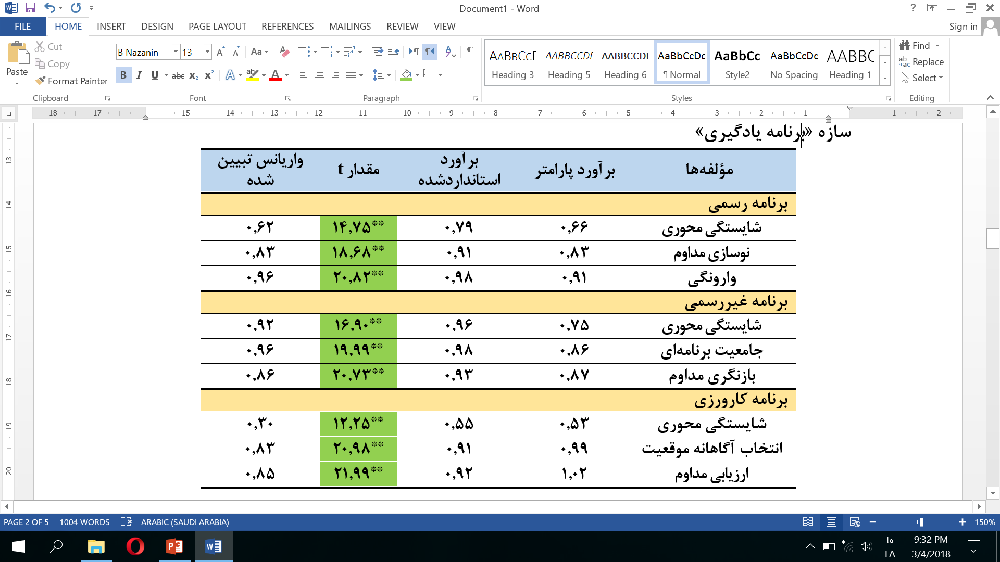 Document1 - Word
FILE HOME INSERT DESIGN PAGE LAYOUT REFERENCES MAILINGS REVIEW VIEW Sign in
Paste Cut Copy Format Painter
B Nazanin 13 Aa
B I U abc X₂ X² A ab A
AABBCCD AABBCCDI AABBCCDI AaBbCcDc AaBbCc AaBbCcDc AABBC
Heading 3 Heading 5 Heading 6 ¶ Normal Style2 No Spacing Heading 1
Find Replace Select
Clipboard Font Paragraph Styles Editing
18 17 15 14 13 12 11 10 9 8 7 6 5 4 3 2 1 1 2
سازه «برنامه یادگیری»
مؤلفه‌ها برآورد پارامتر برآورد استانداردشده مقدار t واریانس تبیین شده
برنامه رسمی
شایستگی محوری ۰,۶۶ ۰,۷۹ ۱۴,۷۵** ۰,۶۲
نوسازی مداوم ۰,۸۳ ۰,۹۱ ۱۸,۶۸** ۰,۸۳
وارونگی ۰,۹۱ ۰,۹۸ ۲۰,۸۲** ۰,۹۶
برنامه غیررسمی
شایستگی محوری ۰,۷۵ ۰,۹۶ ۱۶,۹۰** ۰,۹۲
جامعیت برنامه‌ای ۰,۸۶ ۰,۹۸ ۱۹,۹۹** ۰,۹۶
بازنگری مداوم ۰,۸۷ ۰,۹۳ ۲۰,۷۳** ۰,۸۶
برنامه کارورزی
شایستگی محوری ۰,۵۳ ۰,۵۵ ۱۲,۲۵** ۰,۳۰
انتخاب آگاهانه موقعیت ۰,۹۹ ۰,۹۱ ۲۰,۹۸** ۰,۸۳
ارزیابی مداوم ۱,۰۲ ۰,۹۲ ۲۱,۹۹** ۰,۸۵
13
14
15
16
17
18
19
20
PAGE 2 OF 5 1004 WORDS ARABIC (SAUDI ARABIA) 150%
فا 9:32 PM
FA 3/4/2018